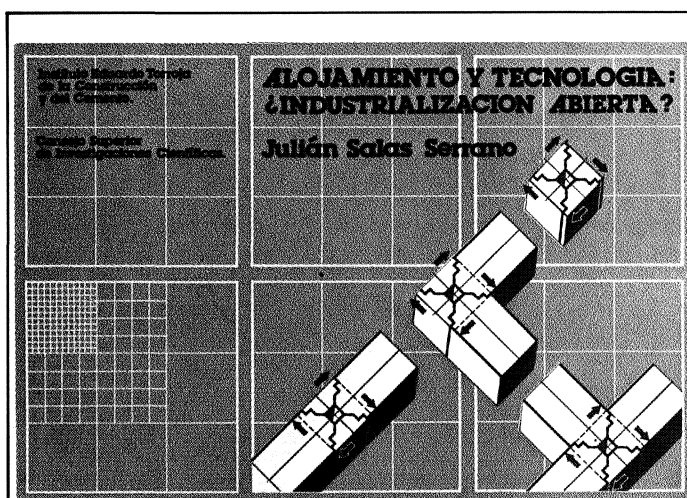 Instituto Eduardo Torroja
de la Construcción
y del Cemento.
Consejo Superior
de Investigaciones Científicas.
ALOJAMIENTO Y TECNOLOGIA:
¿INDUSTRIALIZACION ABIERTA?
Julián Salas Serrano